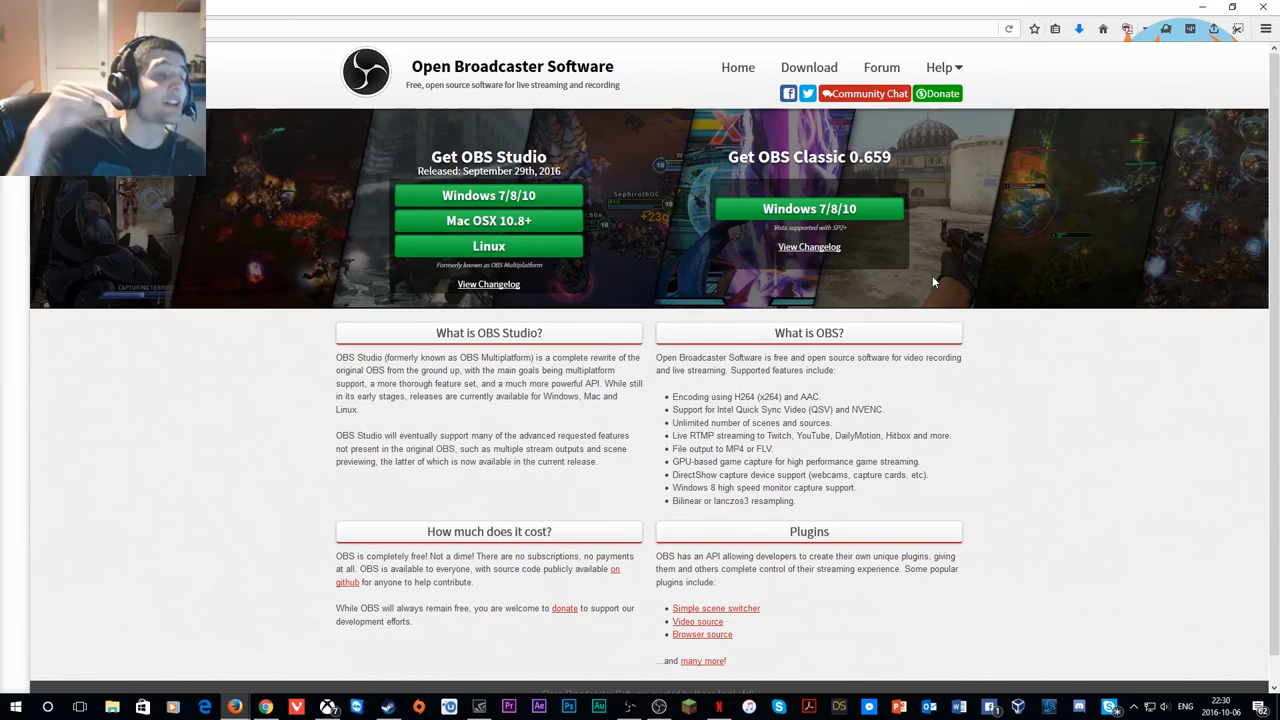 Open Broadcaster Software
Free, open source software for live streaming and recording
Home
Download
Forum
Help
Community Chat
Donate
Get OBS Studio
Released: September 29th, 2016
Windows 7/8/10
Mac OSX 10.8+
Linux
Formerly known as OBS Multiplatform
View Changelog
Get OBS Classic 0.659
Windows 7/8/10
Vista supported with SP2+
View Changelog
SephirothOC
18
18
+23g
What is OBS Studio?
OBS Studio (formerly known as OBS Multiplatform) is a complete rewrite of the
original OBS from the ground up, with the main goals being multiplatform
support, a more thorough feature set, and a much more powerful API. While still
in its early stages, releases are currently available for Windows, Mac and
Linux.
OBS Studio will eventually support many of the advanced requested features
not present in the original OBS, such as multiple stream outputs and scene
previewing, the latter of which is now available in the current release.
What is OBS?
Open Broadcaster Software is free and open source software for video recording
and live streaming. Supported features include:
Encoding using H264 (x264) and AAC.
Support for Intel Quick Sync Video (QSV) and NVENC.
Unlimited number of scenes and sources.
Live RTMP streaming to Twitch, YouTube, DailyMotion, Hitbox and more.
File output to MP4 or FLV.
GPU-based game capture for high performance game streaming.
DirectShow capture device support (webcams, capture cards, etc).
Windows 8 high speed monitor capture support.
Bilinear or lanczos3 resampling.
How much does it cost?
OBS is completely free! Not a dime! There are no subscriptions, no payments
at all. OBS is available to everyone, with source code publicly available on
github for anyone to help contribute.
While OBS will always remain free, you are welcome to donate to support our
development efforts.
Plugins
OBS has an API allowing developers to create their own unique plugins, giving
them and others complete control of their streaming experience. Some popular
plugins include:
Simple scene switcher
Video source
Browser source
...and many more!
ENG
22:30
2016-10-06
62